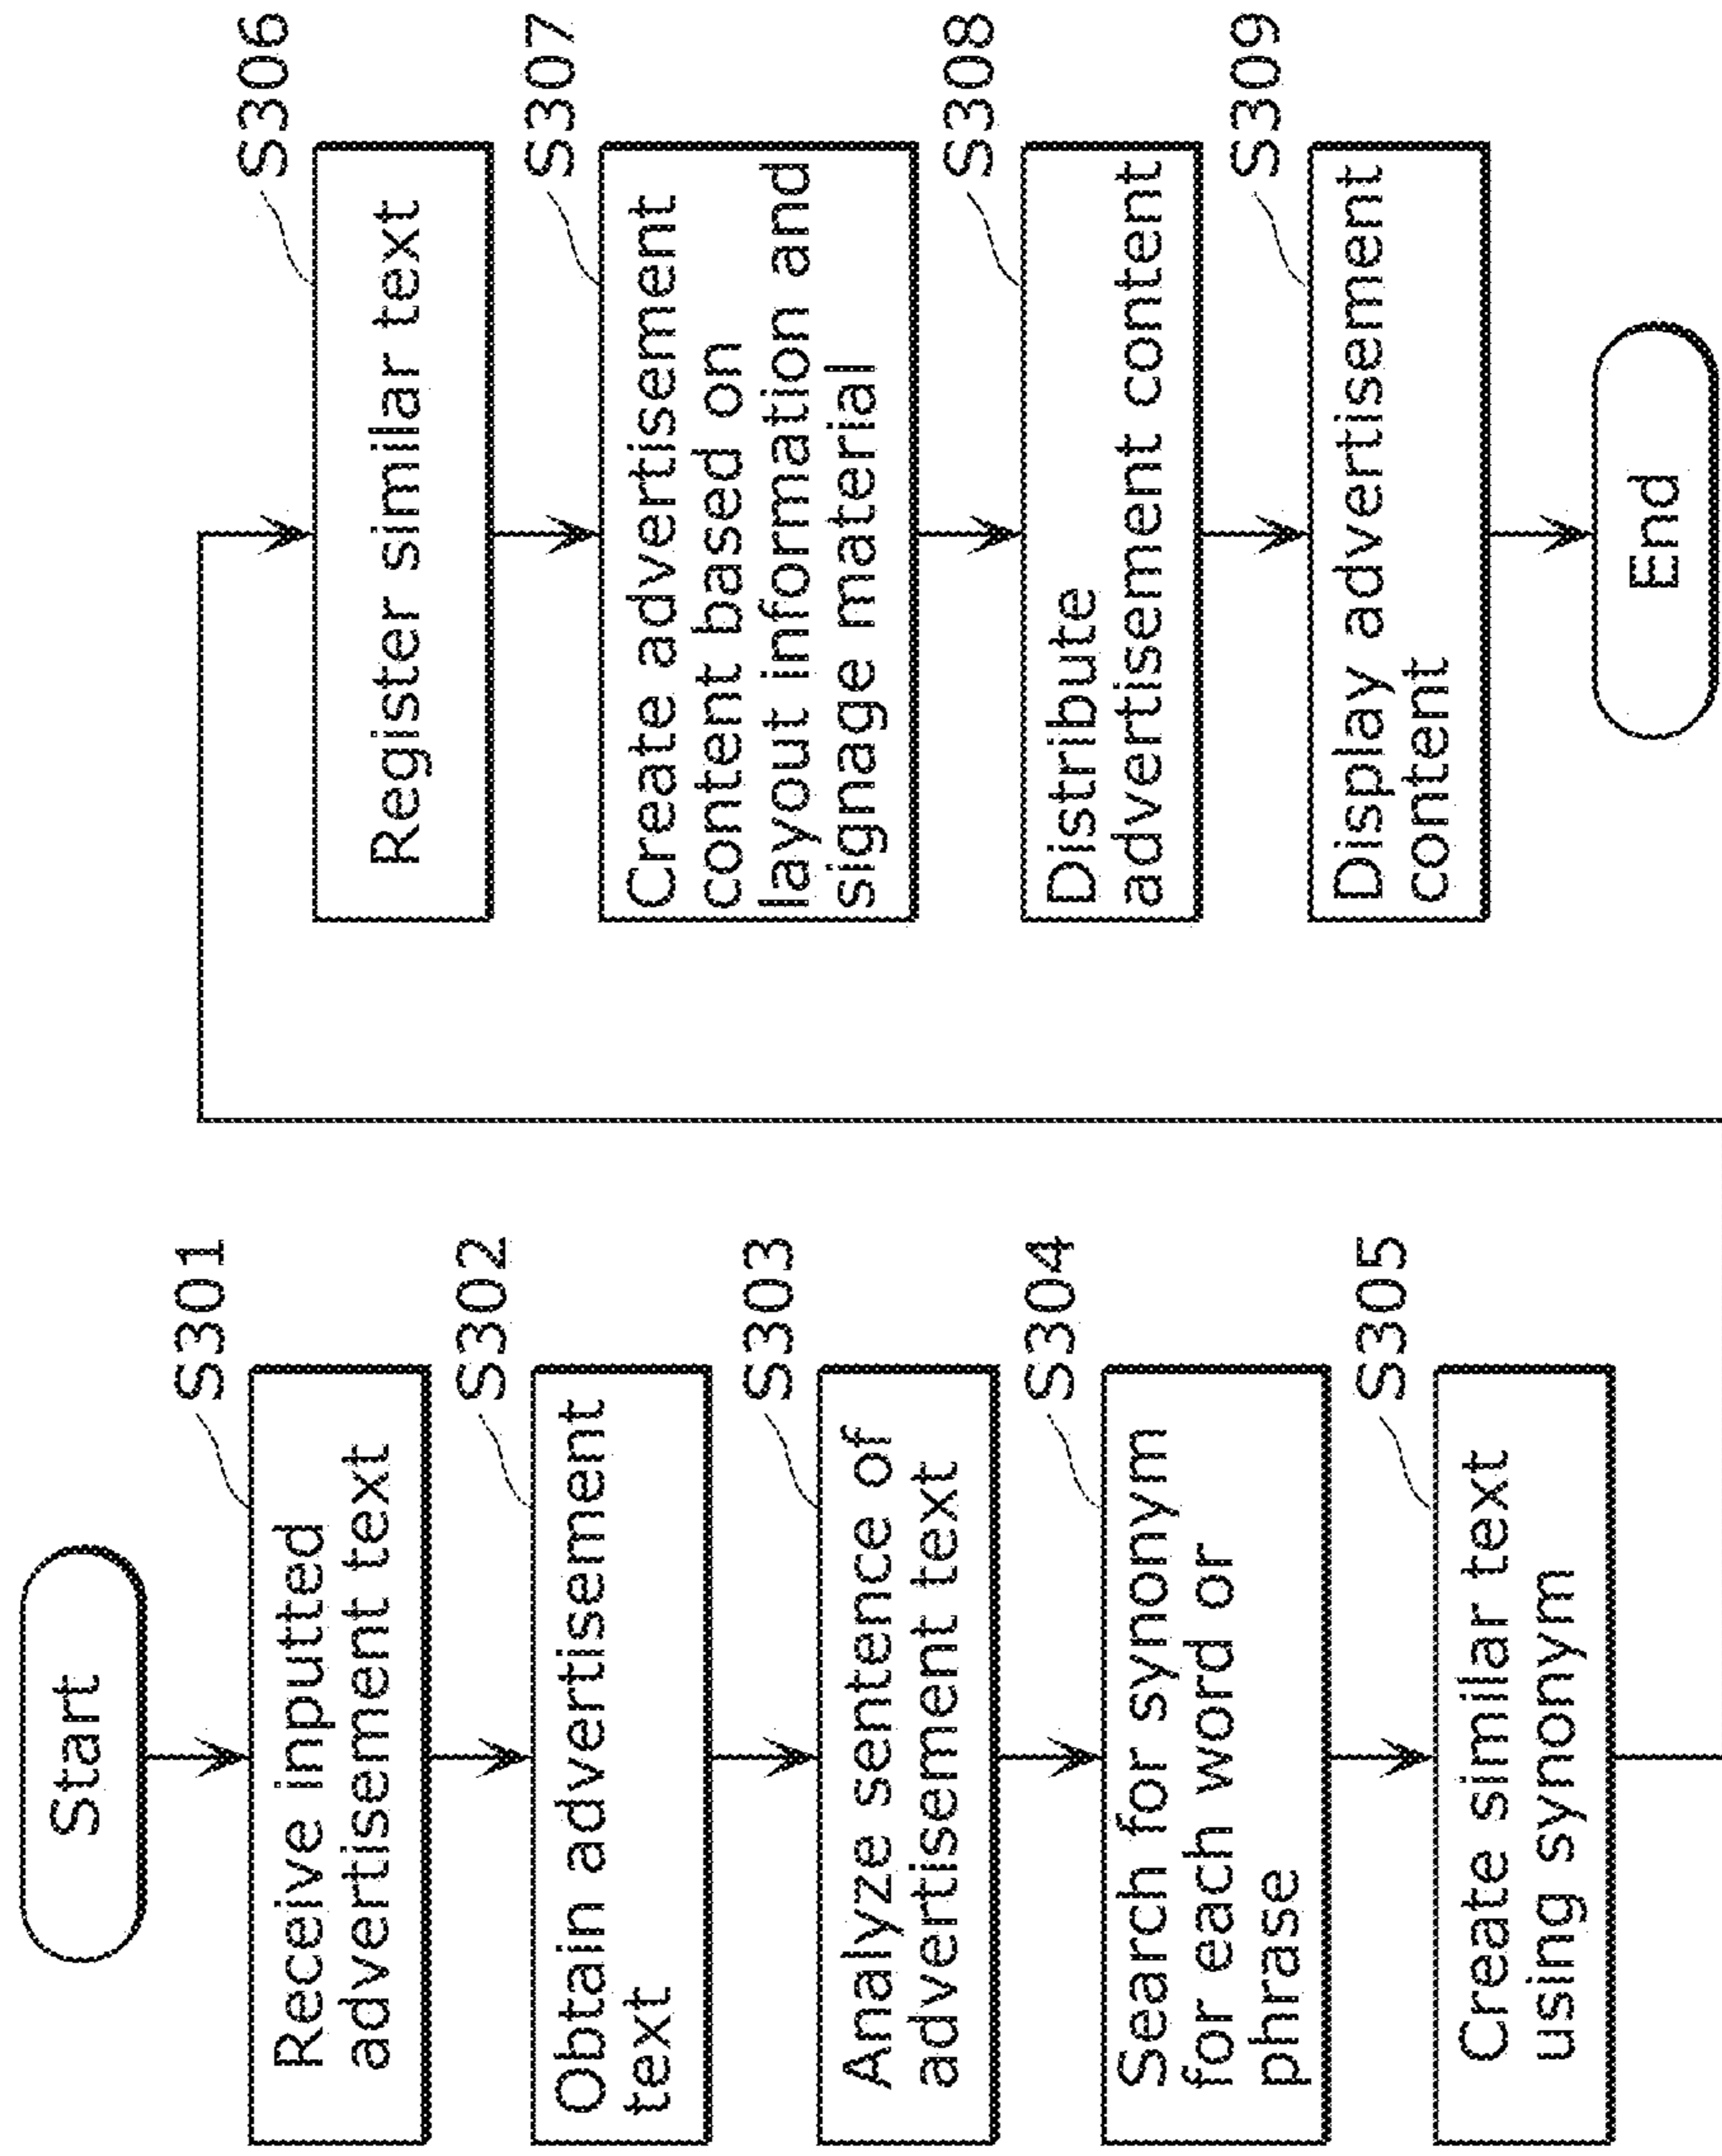 Start
S301
Receive inputted
advertisement text
S302
Obtain advertisement
text
S303
Analyze sentence of
advertisement text
S304
Search for synonym
for each word or
phrase
S305
Create similar text
using synonym
S306
Register similar text
S307
Create advertisement
content based on
layout information and
signage material
S308
Distribute
advertisement content
S309
Display advertisement
content
End